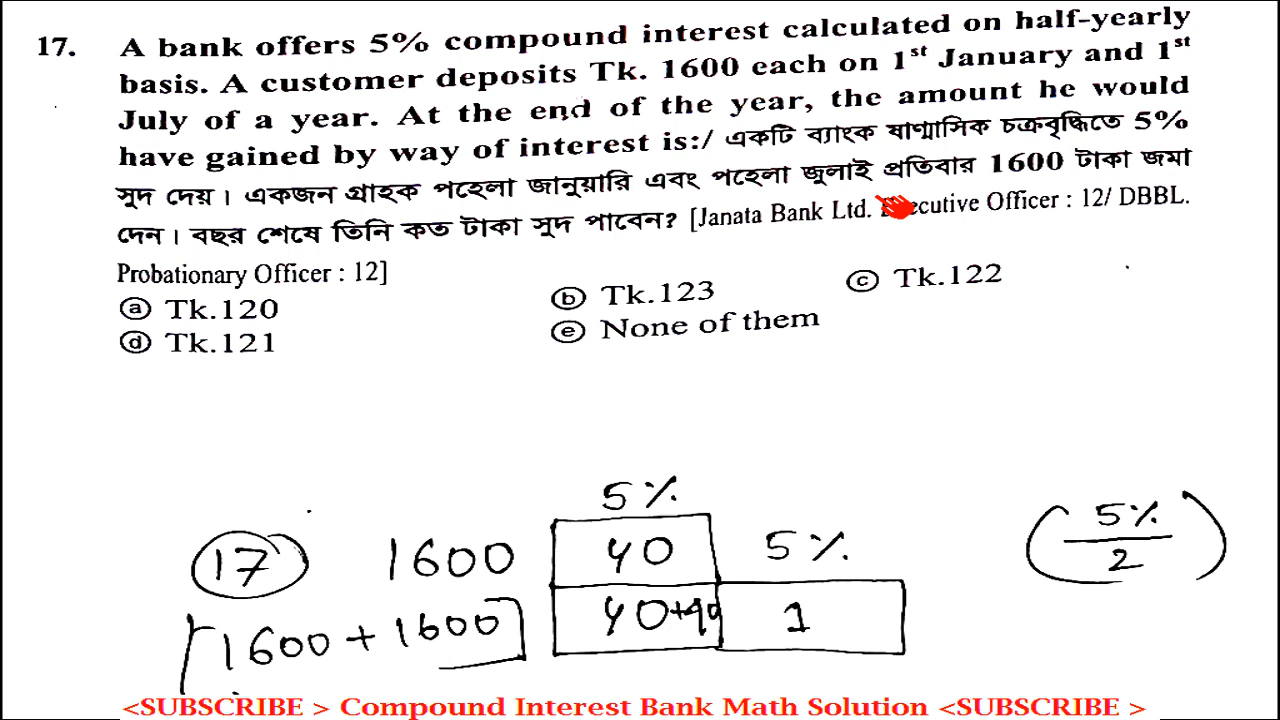 17. A bank offers 5% compound interest calculated on half-yearly
basis. A customer deposits Tk. 1600 each on 1st January and 1st
July of a year. At the end of the year, the amount he would
have gained by way of interest is:/ একটি ব্যাংক ষাণ্মাসিক চক্রবৃদ্ধিতে 5%
সুদ দেয়। একজন গ্রাহক পহেলা জানুয়ারি এবং পহেলা জুলাই প্রতিবার 1600 টাকা জমা
দেন। বছর শেষে তিনি কত টাকা সুদ পাবেন? [Janata Bank Ltd. Executive Officer : 12/ DBBL.
Probationary Officer : 12]
ⓐ Tk.120 ⓑ Tk.123 ⓒ Tk.122
ⓓ Tk.121 ⓔ None of them
5%
17 1600 40 5% (5%/2)
[1600 + 1600] 40+40 1
<SUBSCRIBE > Compound Interest Bank Math Solution <SUBSCRIBE >